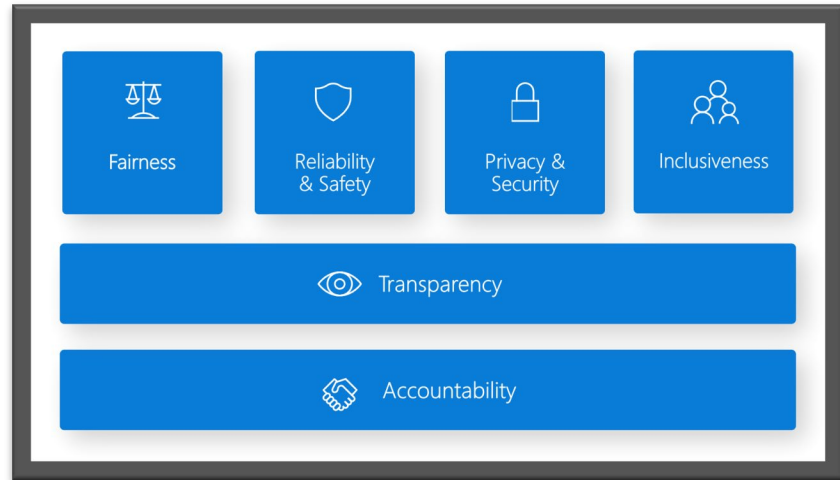 Fairness
Reliability
& Safety
Privacy &
Security
Inclusiveness
Transparency
Accountability